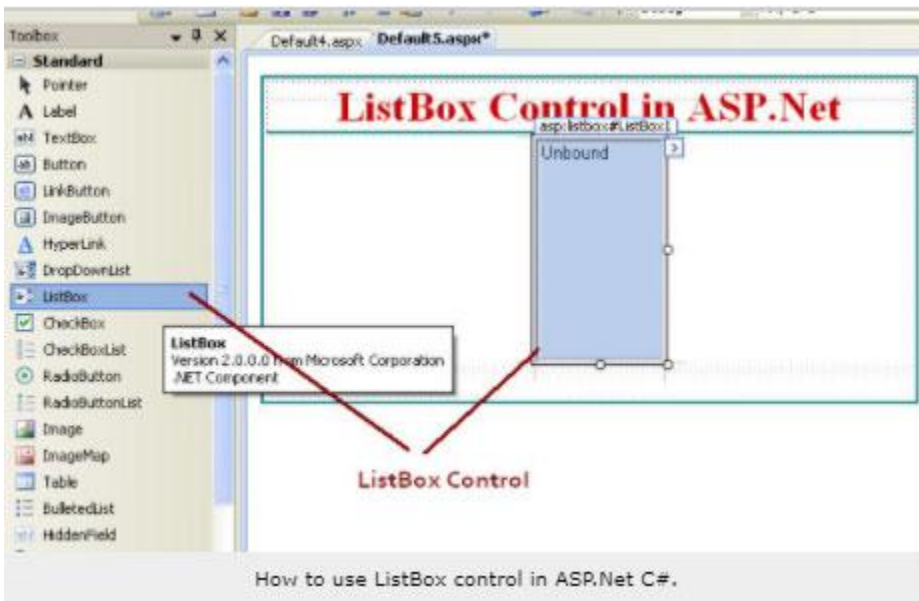 Toolbox
Default4.aspx
Default5.aspx*
Standard
Pointer
Label
TextBox
Button
LinkButton
ImageButton
HyperLink
DropDownList
ListBox
CheckBox
CheckBoxList
RadioButton
RadioButtonList
Image
ImageMap
Table
BulletedList
HiddenField
ListBox
Version 2.0.0.0 from Microsoft Corporation
.NET Component
ListBox Control in ASP.Net
asp:listbox#ListBox1
Unbound
ListBox Control
How to use ListBox control in ASP.Net C#.